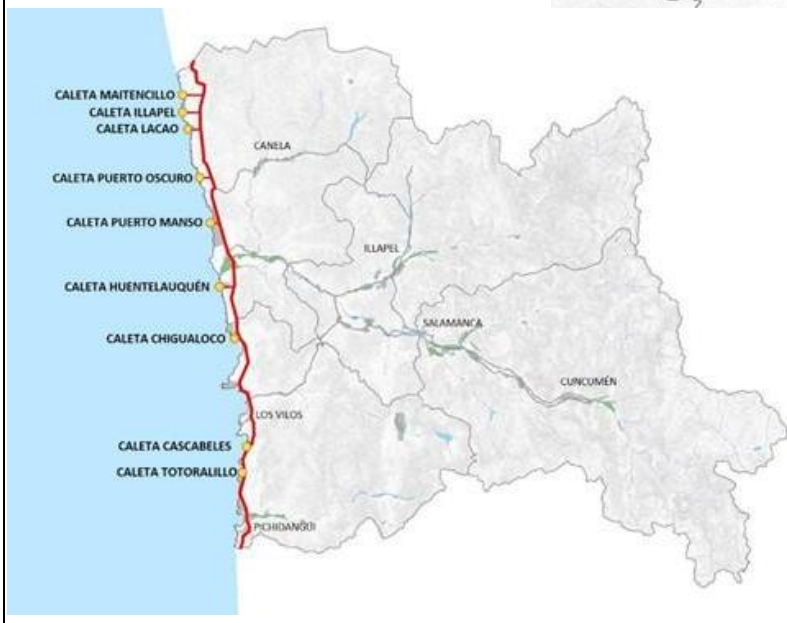 CALETA MAITENCILLO
CALETA ILLAPEL
CALETA LACAO
CANELA
CALETA PUERTO OSCURO
CALETA PUERTO MANSO
ILLAPEL
CALETA HUENTELAUQUÉN
SALAMANCA
CALETA CHIGUALOCO
CUNCUMÉN
LOS VILOS
CALETA CASCABELES
CALETA TOTORALILLO
PICHIDANGUI